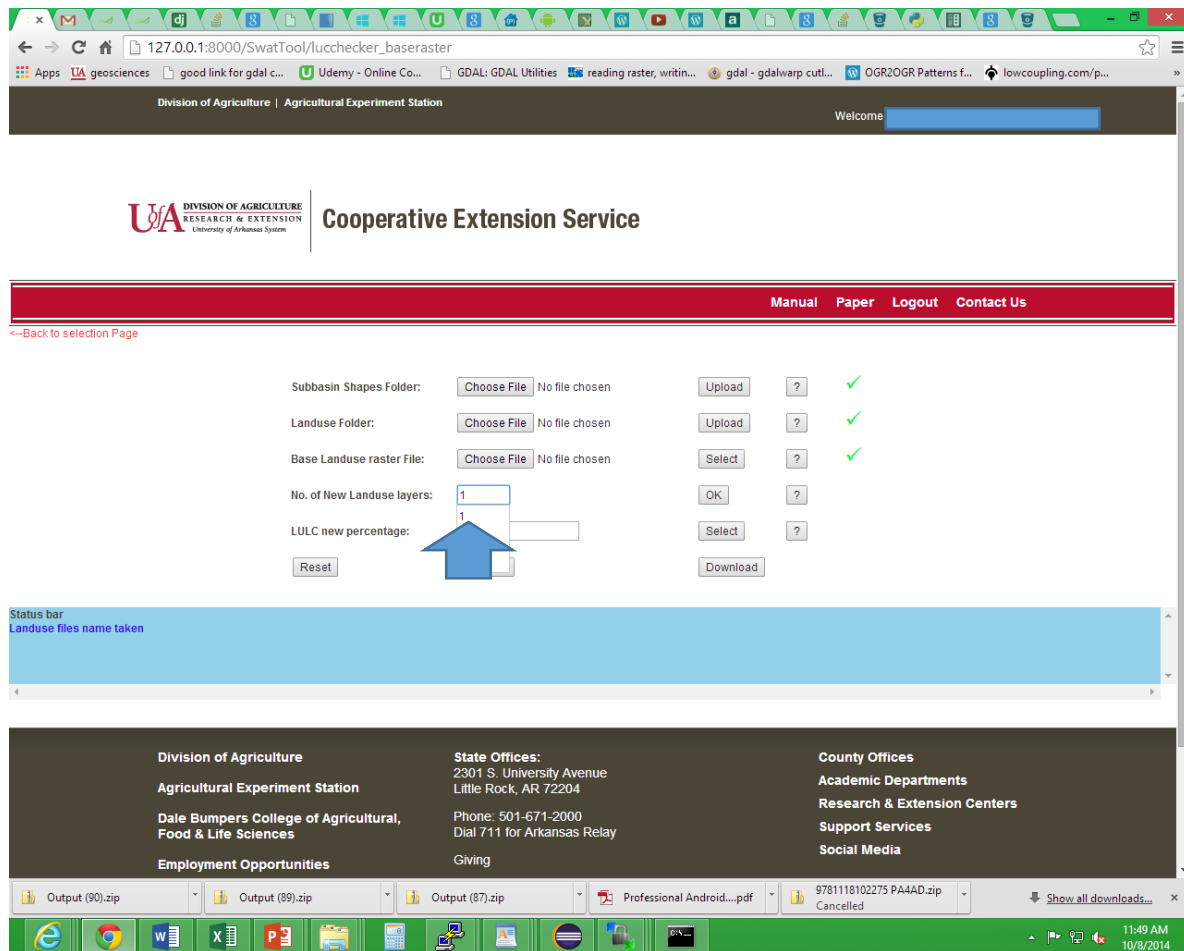 127.0.0.1:8000/SwatTool/lucchecker_baseraster
Apps UA geosciences good link for gdal c... Udemy - Online Co... GDAL: GDAL Utilities reading raster, writin... gdal - gdalwarp cutl... OGR2OGR Patterns f... lowcoupling.com/p... »
Division of Agriculture | Agricultural Experiment Station
Welcome
UofA DIVISION OF AGRICULTURE
RESEARCH & EXTENSION
University of Arkansas System
Cooperative Extension Service
Manual Paper Logout Contact Us
<--Back to selection Page
Subbasin Shapes Folder: Choose File No file chosen Upload ?
Landuse Folder: Choose File No file chosen Upload ?
Base Landuse raster File: Choose File No file chosen Select ?
No. of New Landuse layers: 1 OK ?
1
LULC new percentage: Select ?
Reset Download
Status bar
Landuse files name taken
Division of Agriculture
Agricultural Experiment Station
Dale Bumpers College of Agricultural,
Food & Life Sciences
Employment Opportunities
State Offices:
2301 S. University Avenue
Little Rock, AR 72204
Phone: 501-671-2000
Dial 711 for Arkansas Relay
Giving
County Offices
Academic Departments
Research & Extension Centers
Support Services
Social Media
Output (90).zip Output (89).zip Output (87).zip Professional Android....pdf 9781118102275 PA4AD.zip
Cancelled
Show all downloads...
11:49 AM
10/8/2014